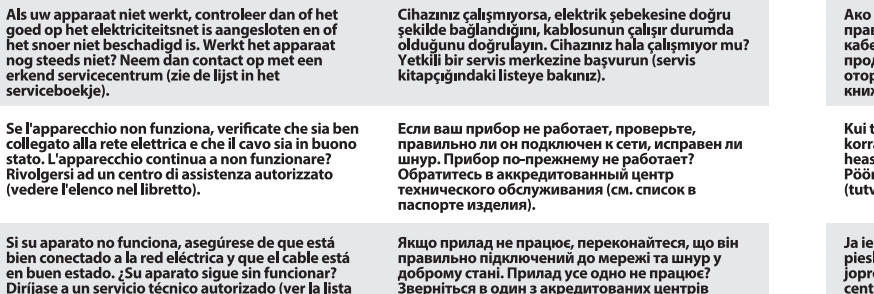 Als uw apparaat niet werkt, controleer dan of het
goed op het elektriciteitsnet is aangesloten en of
het snoer niet beschadigd is. Werkt het apparaat
nog steeds niet? Neem dan contact op met een
erkend servicecentrum (zie de lijst in het
serviceboekje).
Se l'apparecchio non funziona, verificate che sia ben
collegato alla rete elettrica e che il cavo sia in buono
stato. L'apparecchio continua a non funzionare?
Rivolgersi ad un centro di assistenza autorizzato
(vedere l'elenco nel libretto).
Si su aparato no funciona, asegúrese de que está
bien conectado a la red eléctrica y que el cable está
en buen estado. ¿Su aparato sigue sin funcionar?
Diríjase a un servicio técnico autorizado (ver la lista
Cihazınız çalışmıyorsa, elektrik şebekesine doğru
şekilde bağlandığını, kablosunun çalışır durumda
olduğunu doğrulayın. Cihazınız hala çalışmıyor mu?
Yetkili bir servis merkezine başvurun (servis
kitapçığındaki listeye bakınız).
Если ваш прибор не работает, проверьте,
правильно ли он подключен к сети, исправен ли
шнур. Прибор по-прежнему не работает?
Обратитесь в аккредитованный центр
технического обслуживания (см. список в
паспорте изделия).
Якщо прилад не працює, переконайтеся, що він
правильно підключений до мережі та шнур у
доброму стані. Прилад усе одно не працює?
Зверніться в один з акредитованих центрів
Ако
Kui
Ja